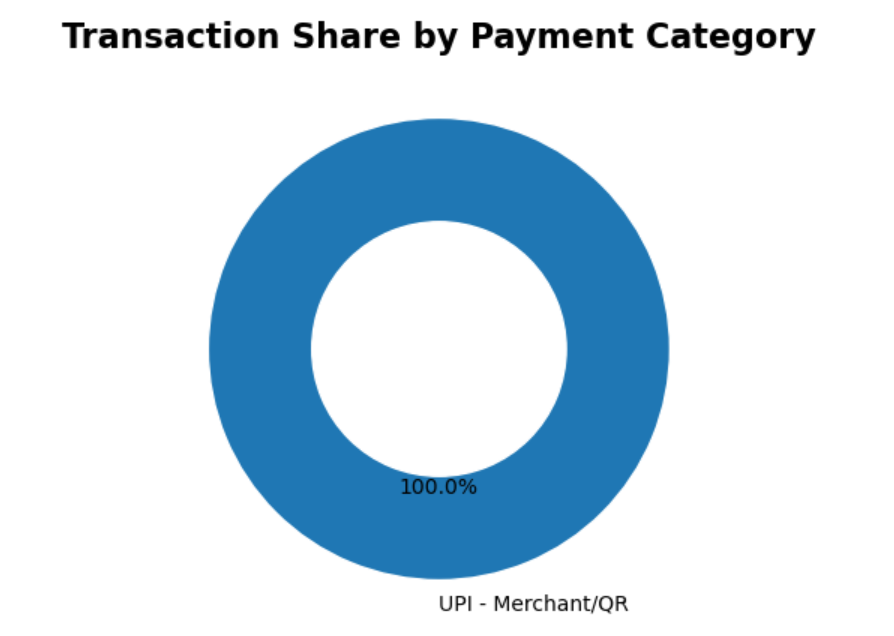 Transaction Share by Payment Category
100.0%
UPI - Merchant/QR